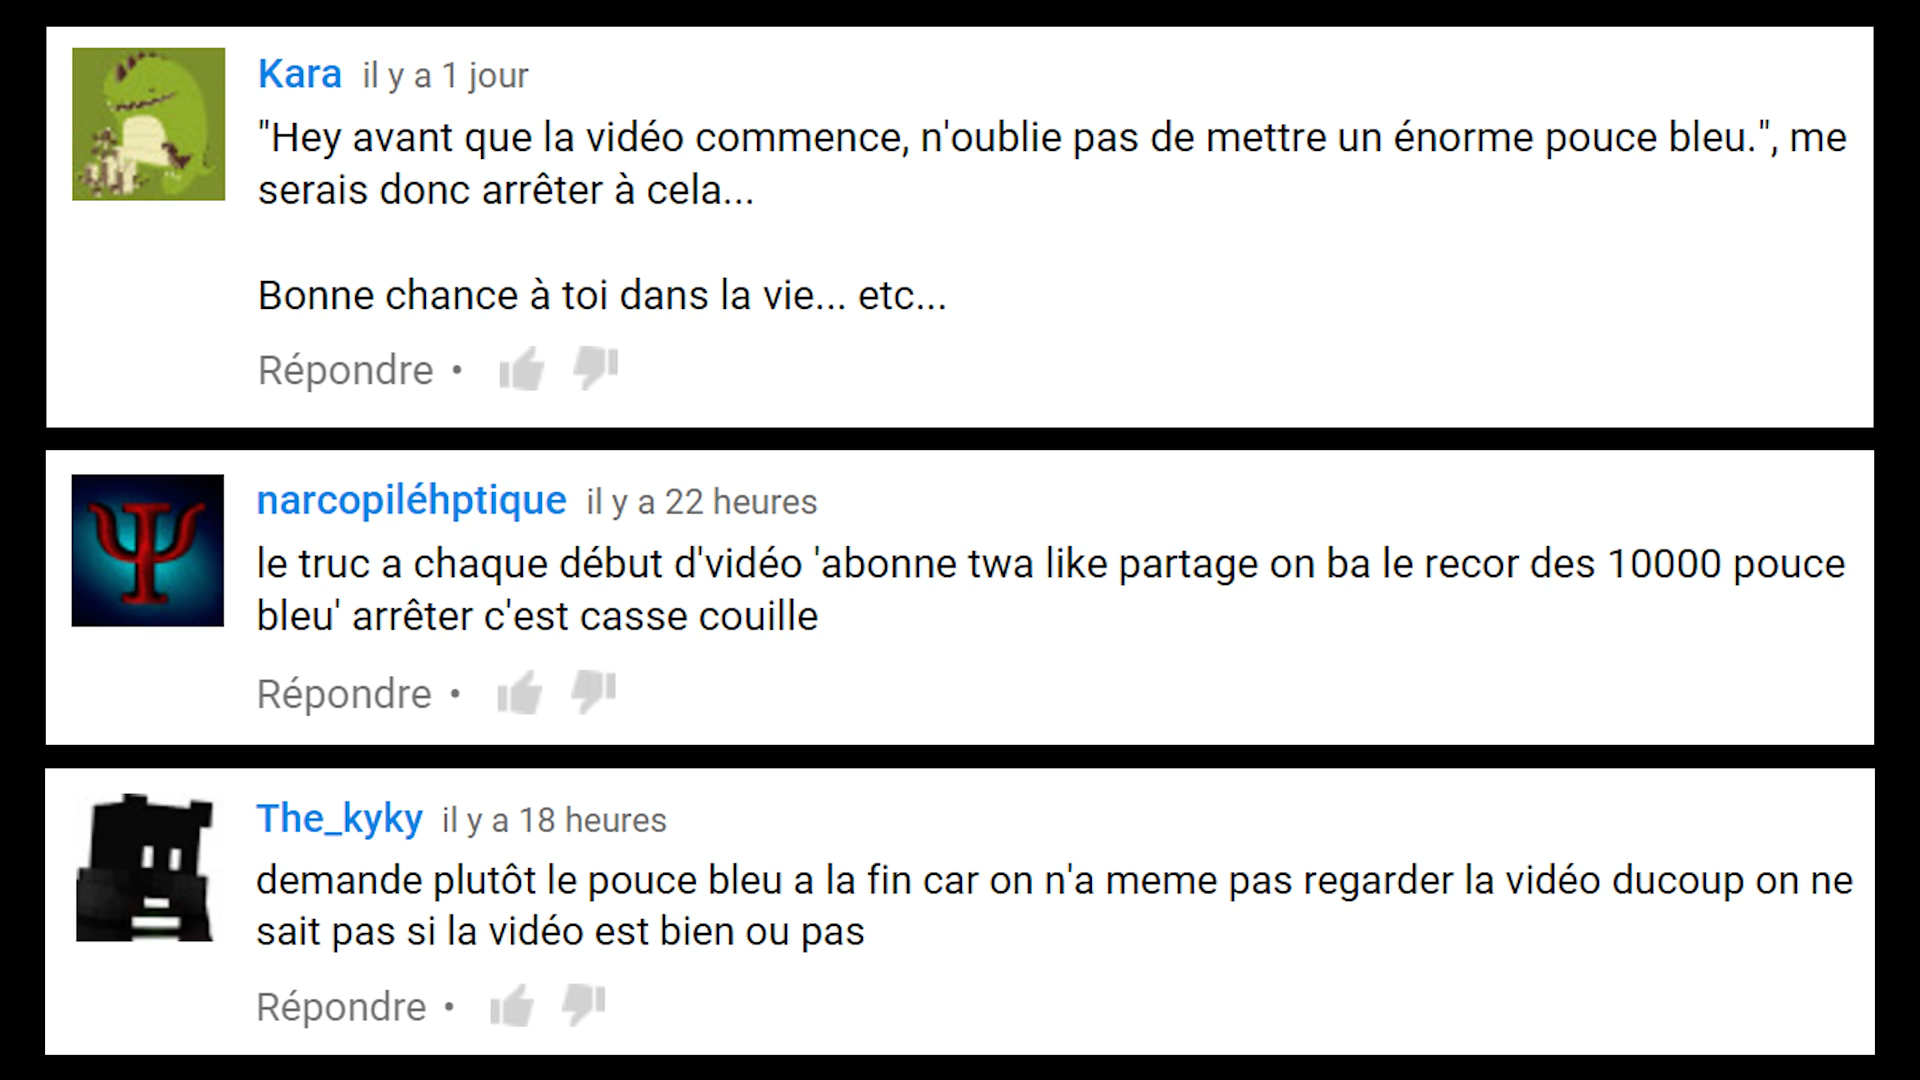 Kara il y a 1 jour
"Hey avant que la vidéo commence, n'oublie pas de mettre un énorme pouce bleu.", me
serais donc arrêter à cela...
Bonne chance à toi dans la vie... etc...
Répondre •
narcopiléhptique il y a 22 heures
le truc a chaque début d'vidéo 'abonne twa like partage on ba le recor des 10000 pouce
bleu' arrêter c'est casse couille
Répondre •
The_kyky il y a 18 heures
demande plutôt le pouce bleu a la fin car on n'a meme pas regarder la vidéo ducoup on ne
sait pas si la vidéo est bien ou pas
Répondre •